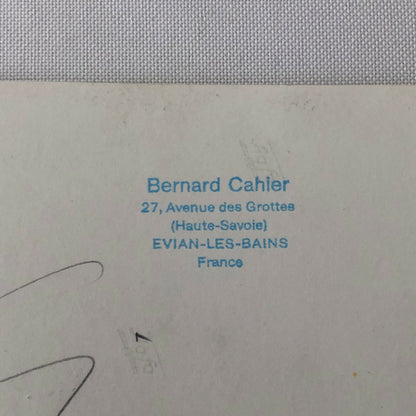 Bernard Cahier
27, Avenue des Grottes
(Haute-Savoie)
EVIAN-LES-BAINS
France